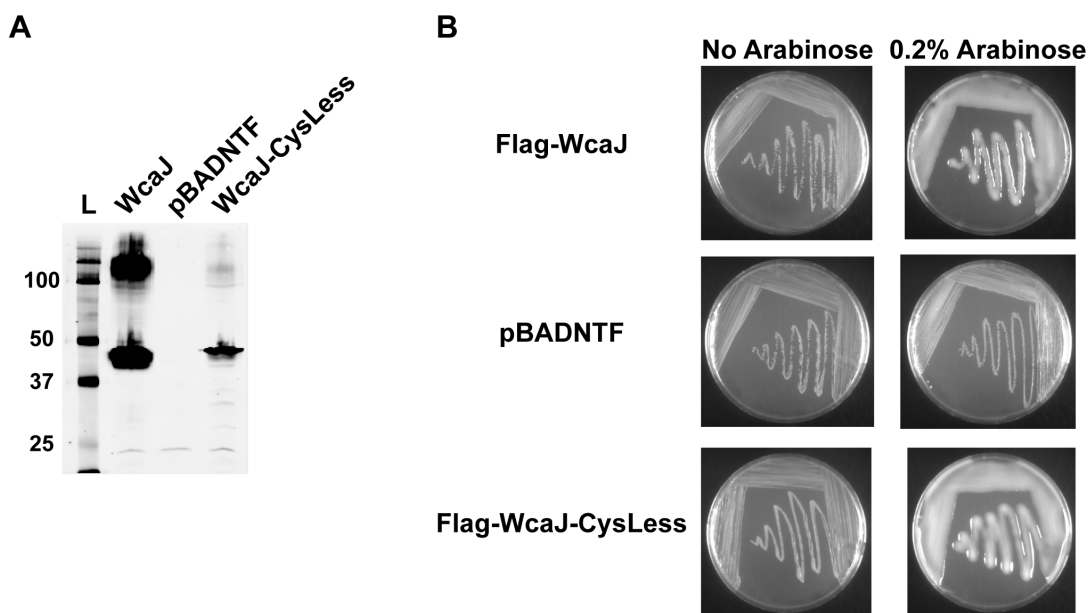 A
L
WcaJ
pBADNTF
WcaJ-CysLess
100
50
37
25
B
No Arabinose
0.2% Arabinose
Flag-WcaJ
pBADNTF
Flag-WcaJ-CysLess